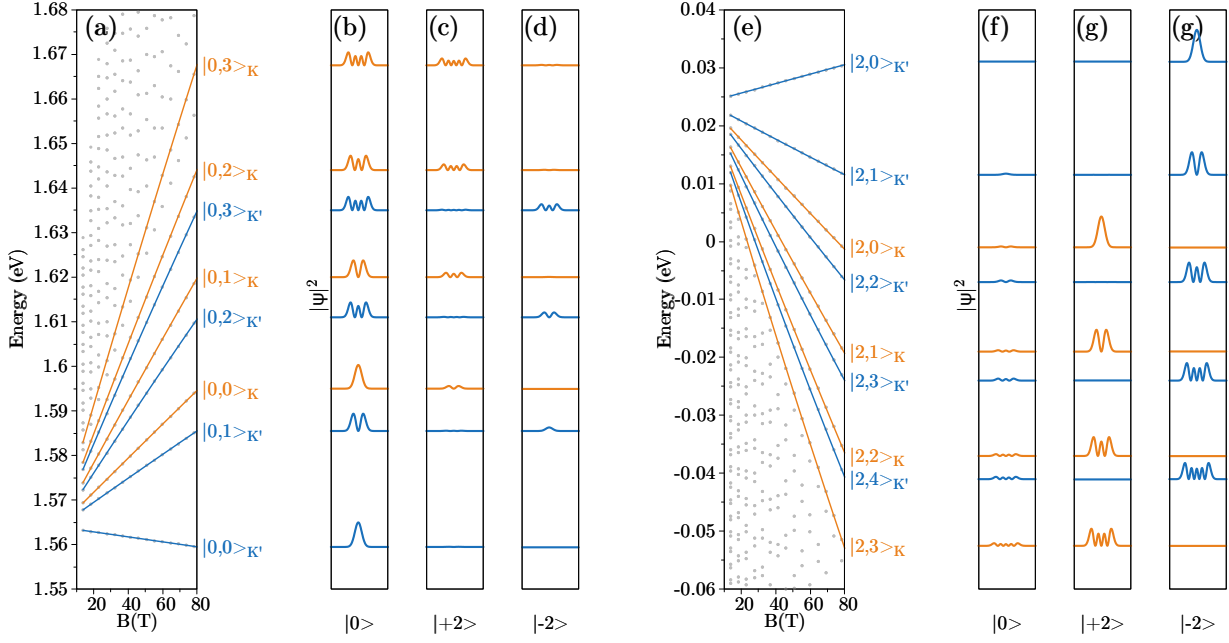 (a)
Energy (eV)
1.68
1.67
1.66
1.65
1.64
1.63
1.62
1.61
1.6
1.59
1.58
1.57
1.56
1.55
20
40
60
80
B(T)
|0,3>K
|0,2>K
|0,3>K'
|0,1>K
|0,2>K'
|0,0>K
|0,1>K'
|0,0>K'
|ψ|²
(b)
|0>
(c)
|+2>
(d)
|-2>
(e)
Energy (eV)
0.04
0.03
0.02
0.01
0
-0.01
-0.02
-0.03
-0.04
-0.05
-0.06
20
40
60
80
B(T)
|2,0>K'
|2,1>K'
|2,0>K
|2,2>K'
|2,1>K
|2,3>K'
|2,2>K
|2,4>K'
|2,3>K
|ψ|²
(f)
|0>
(g)
|+2>
(g)
|-2>